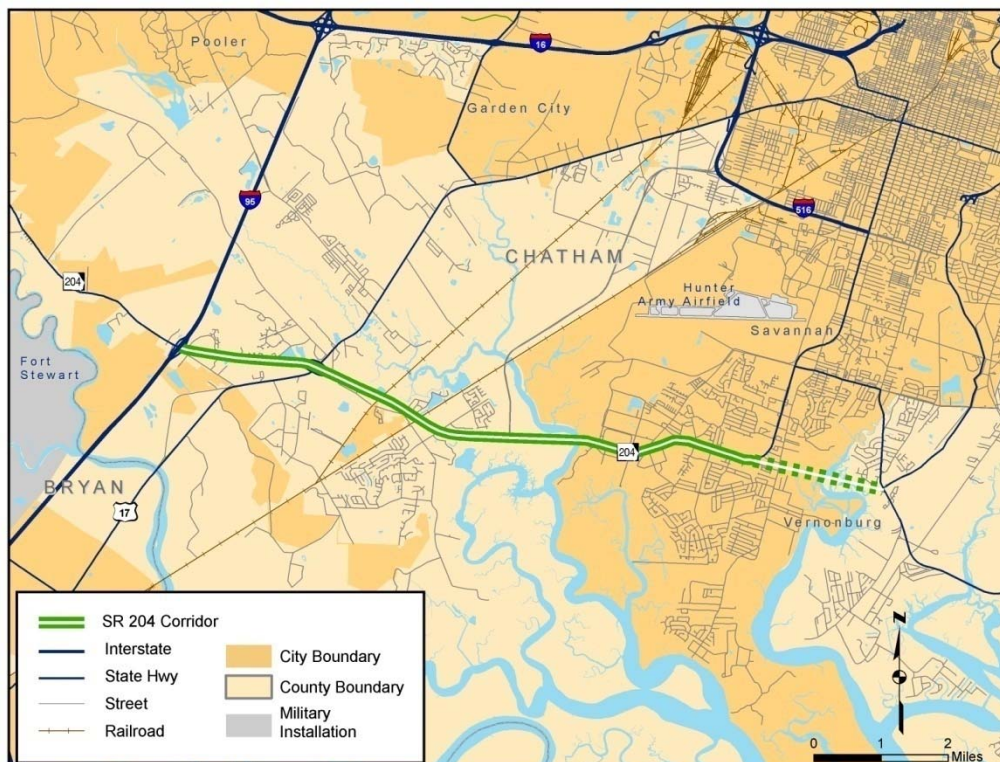 Pooler
16
Garden City
95
516
CHATHAM
204
Hunter
Army Airfield
Savannah
Fort
Stewart
204
BRYAN
17
Vernonburg
SR 204 Corridor
Interstate
State Hwy
Street
Railroad
City Boundary
County Boundary
Military
Installation
N
0 1 2
Miles